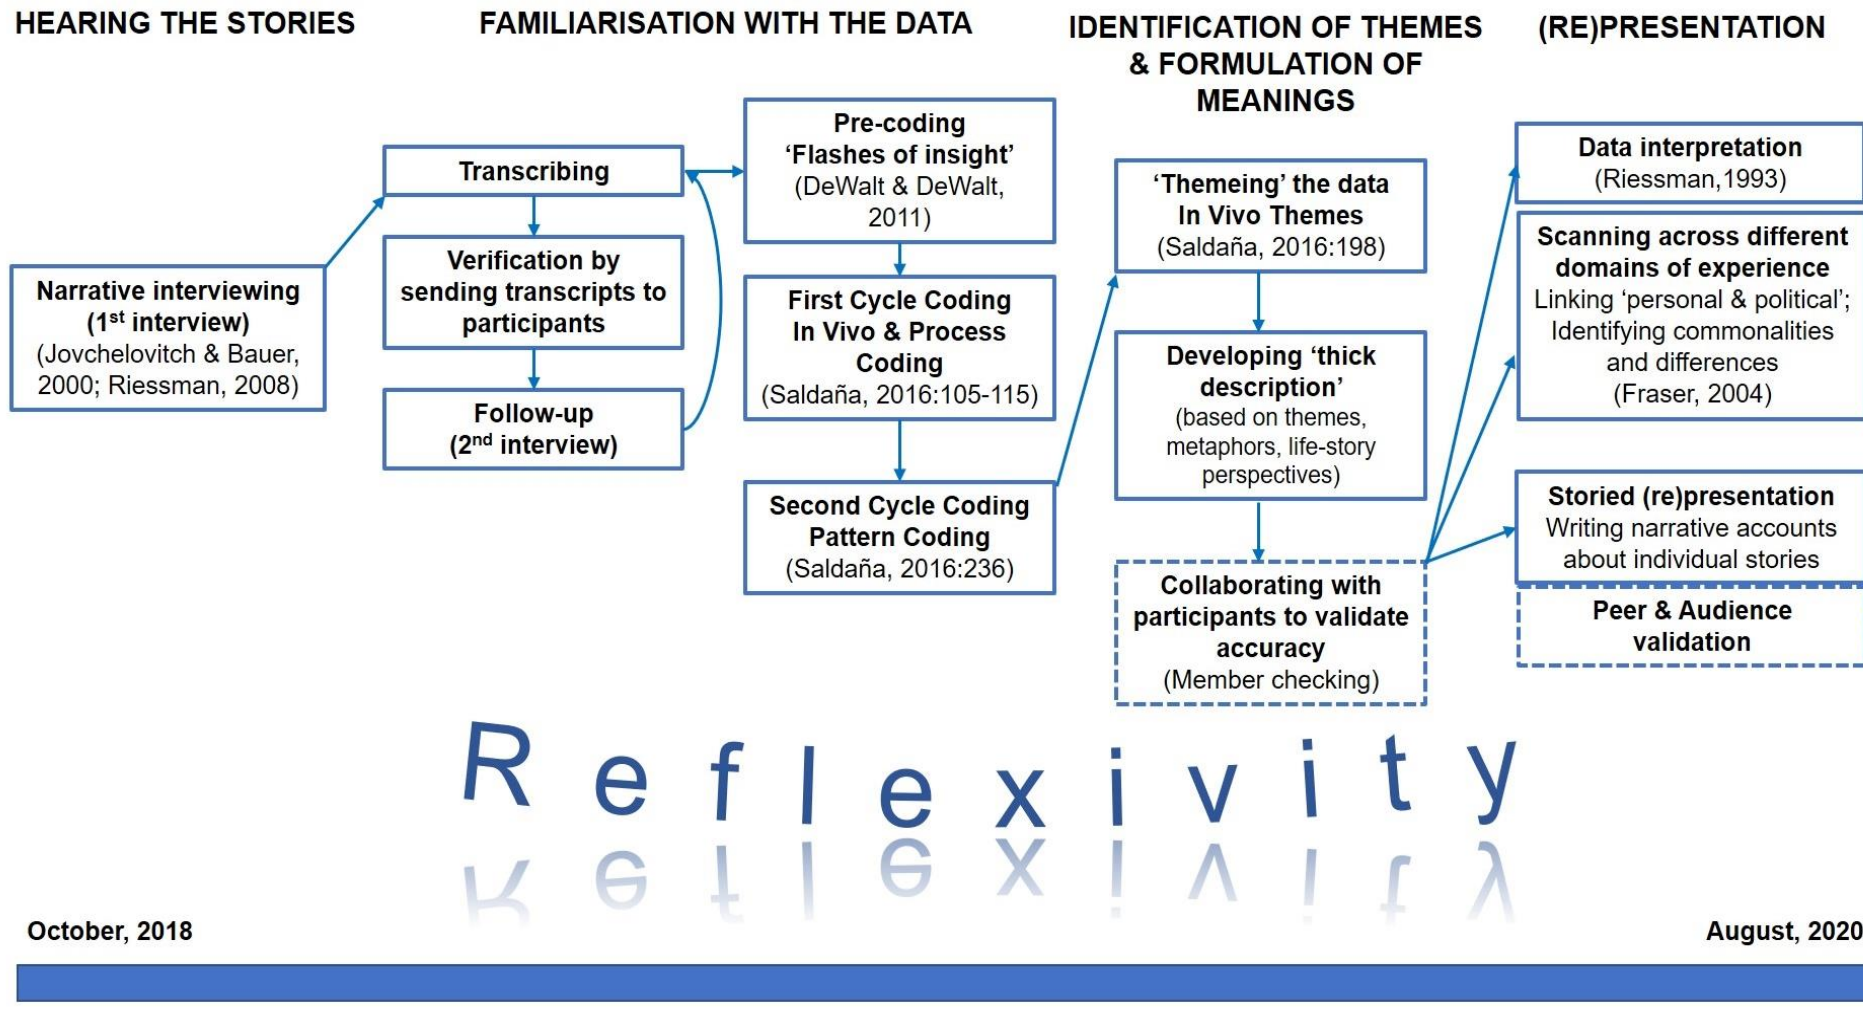 HEARING THE STORIES
FAMILIARISATION WITH THE DATA
IDENTIFICATION OF THEMES
& FORMULATION OF
MEANINGS
(RE)PRESENTATION
Narrative interviewing
(1st interview)
(Jovchelovitch & Bauer,
2000; Riessman, 2008)
Transcribing
Verification by
sending transcripts to
participants
Follow-up
(2nd interview)
Pre-coding
‘Flashes of insight’
(DeWalt & DeWalt,
2011)
First Cycle Coding
In Vivo & Process
Coding
(Saldaña, 2016:105-115)
Second Cycle Coding
Pattern Coding
(Saldaña, 2016:236)
‘Themeing’ the data
In Vivo Themes
(Saldaña, 2016:198)
Developing ‘thick
description’
(based on themes,
metaphors, life-story
perspectives)
Collaborating with
participants to validate
accuracy
(Member checking)
Data interpretation
(Riessman,1993)
Scanning across different
domains of experience
Linking ‘personal & political’;
Identifying commonalities
and differences
(Fraser, 2004)
Storied (re)presentation
Writing narrative accounts
about individual stories
Peer & Audience
validation
Reflexivity
October, 2018
August, 2020